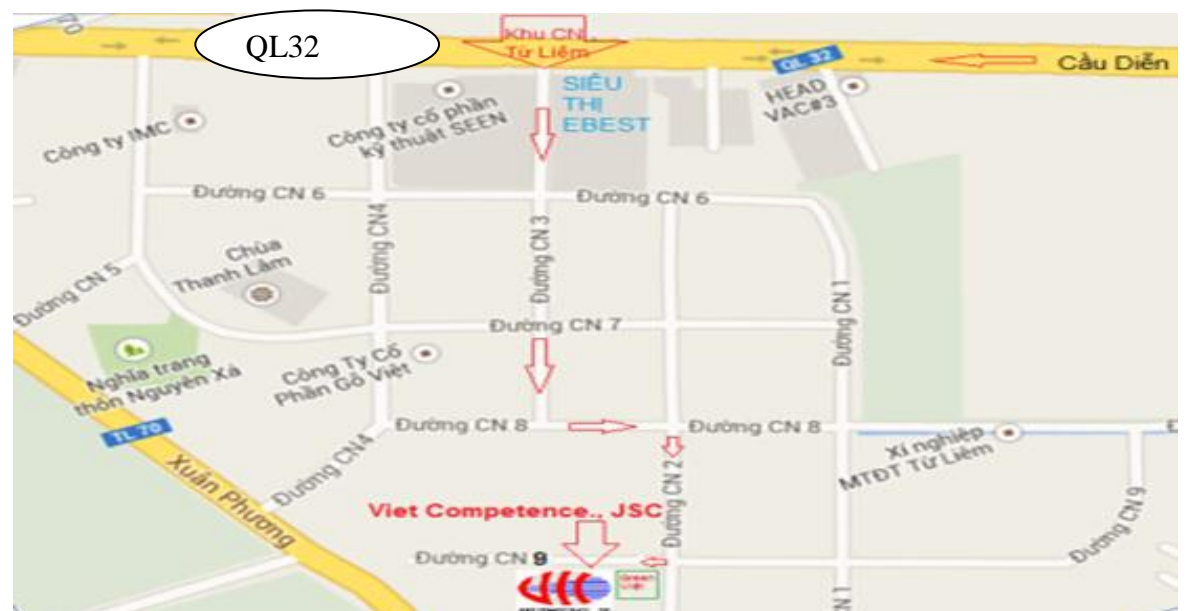 70
QL32
Khu CN .,
Từ Liêm
QL 32
Cầu Diễn
SIÊU
THỊ
EBEST
HEAD
VAC#3
Công ty IMC
Công ty cổ phần
kỹ thuật SEEN
Đường CN 6
Đường CN 6
Chùa
Thanh Lâm
Đường CN4
Đường CN 3
Đường CN 5
Đường CN 7
Đường CN 1
Nghĩa trang
thôn Nguyên Xá
Công Ty Cổ
Phần Gỗ Việt
TL 70
Đường CN 8
Đường CN 8
Đ
Xí nghiệp
MTĐT Từ Liêm
Xuân Phương
Đường CN4
Đường CN 2
Đường CN 9
Viet Competence., JSC
Đường CN 9
Green
Việt
N 1